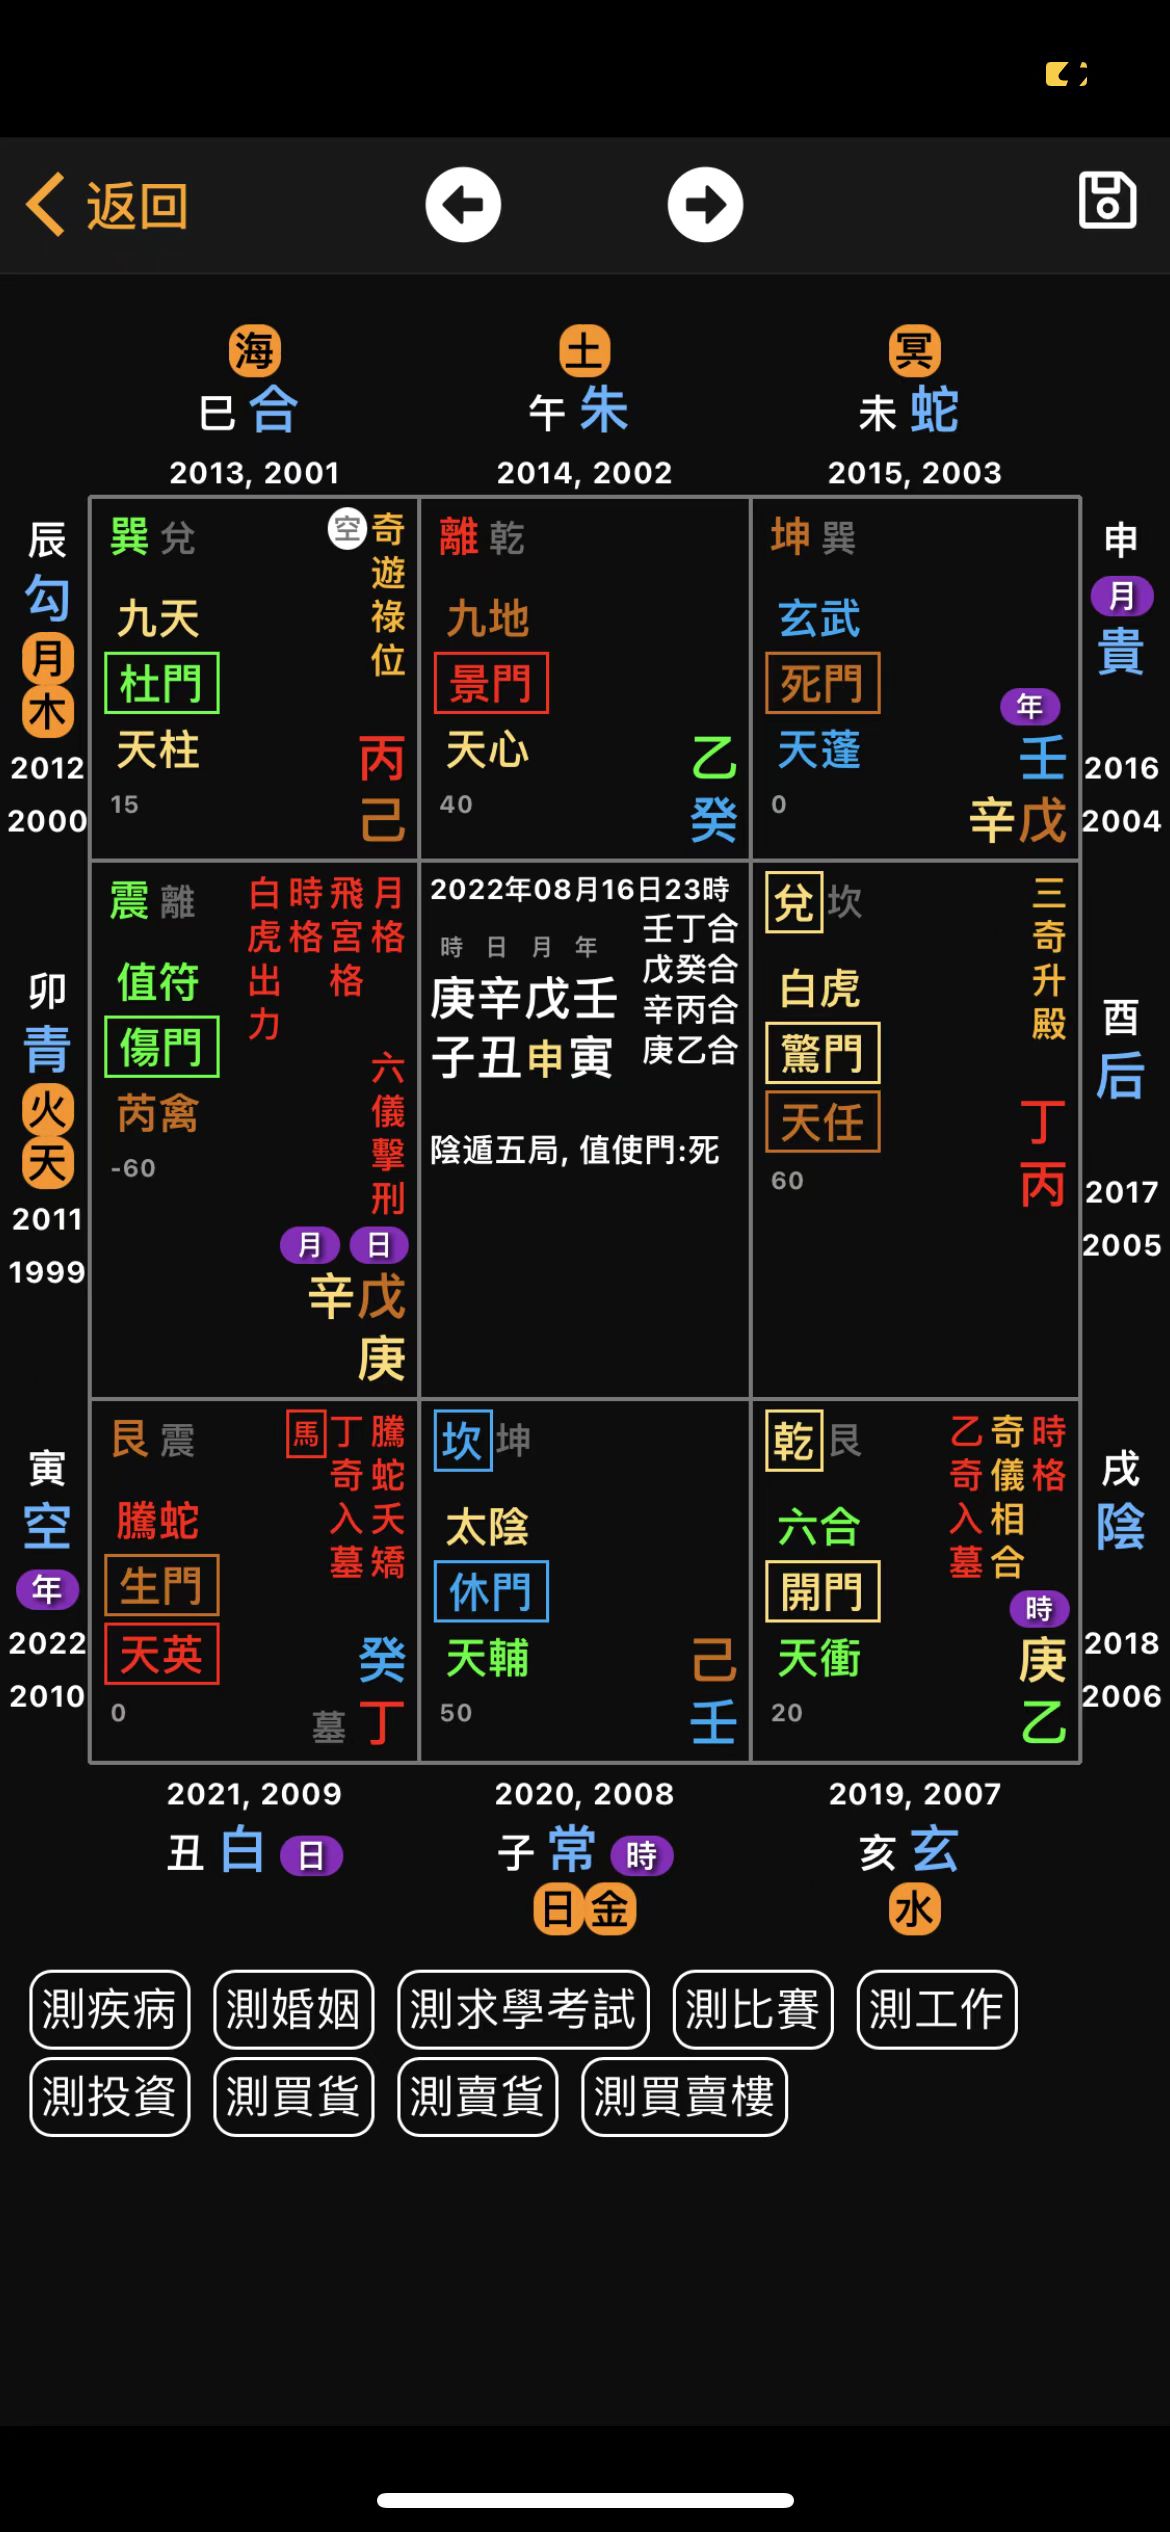 返回
海 土 冥
巳 合 午 朱 未 蛇
2013, 2001 2014, 2002 2015, 2003
辰
勾
月
木
2012
2000
巽 兌 空
奇遊祿位
九天
杜門
天柱 丙
15 己
離 乾
九地
景門
天心 乙
40 癸
坤 巽
玄武
死門 年
天蓬 壬
0 辛戊
申
月
貴
2016
2004
卯
青
火
天
2011
1999
震 離
白虎出力
時格
飛宮格
月格
六儀擊刑
值符
傷門
芮禽
-60
月 日
辛戊
庚
2022年08月16日23時
時 日 月 年
庚辛戊壬
子丑申寅
壬丁合
戊癸合
辛丙合
庚乙合
陰遁五局, 值使門:死
兌 坎
三奇升殿
白虎
驚門
天任 丁
60 丙
酉
后
2017
2005
寅
空
年
2022
2010
艮 震 馬
丁奇入墓
騰蛇夭矯
騰蛇
生門
天英 癸
0 墓 丁
坎 坤
太陰
休門
天輔 己
50 壬
乾 艮
乙奇入墓
奇儀相合
時格
六合
開門 時
天衝 庚
20 乙
戌
陰
2018
2006
2021, 2009 2020, 2008 2019, 2007
丑 白 日 子 常 時 亥 玄
日 金 水
測疾病 測婚姻 測求學考試 測比賽 測工作
測投資 測買貨 測賣貨 測買賣樓